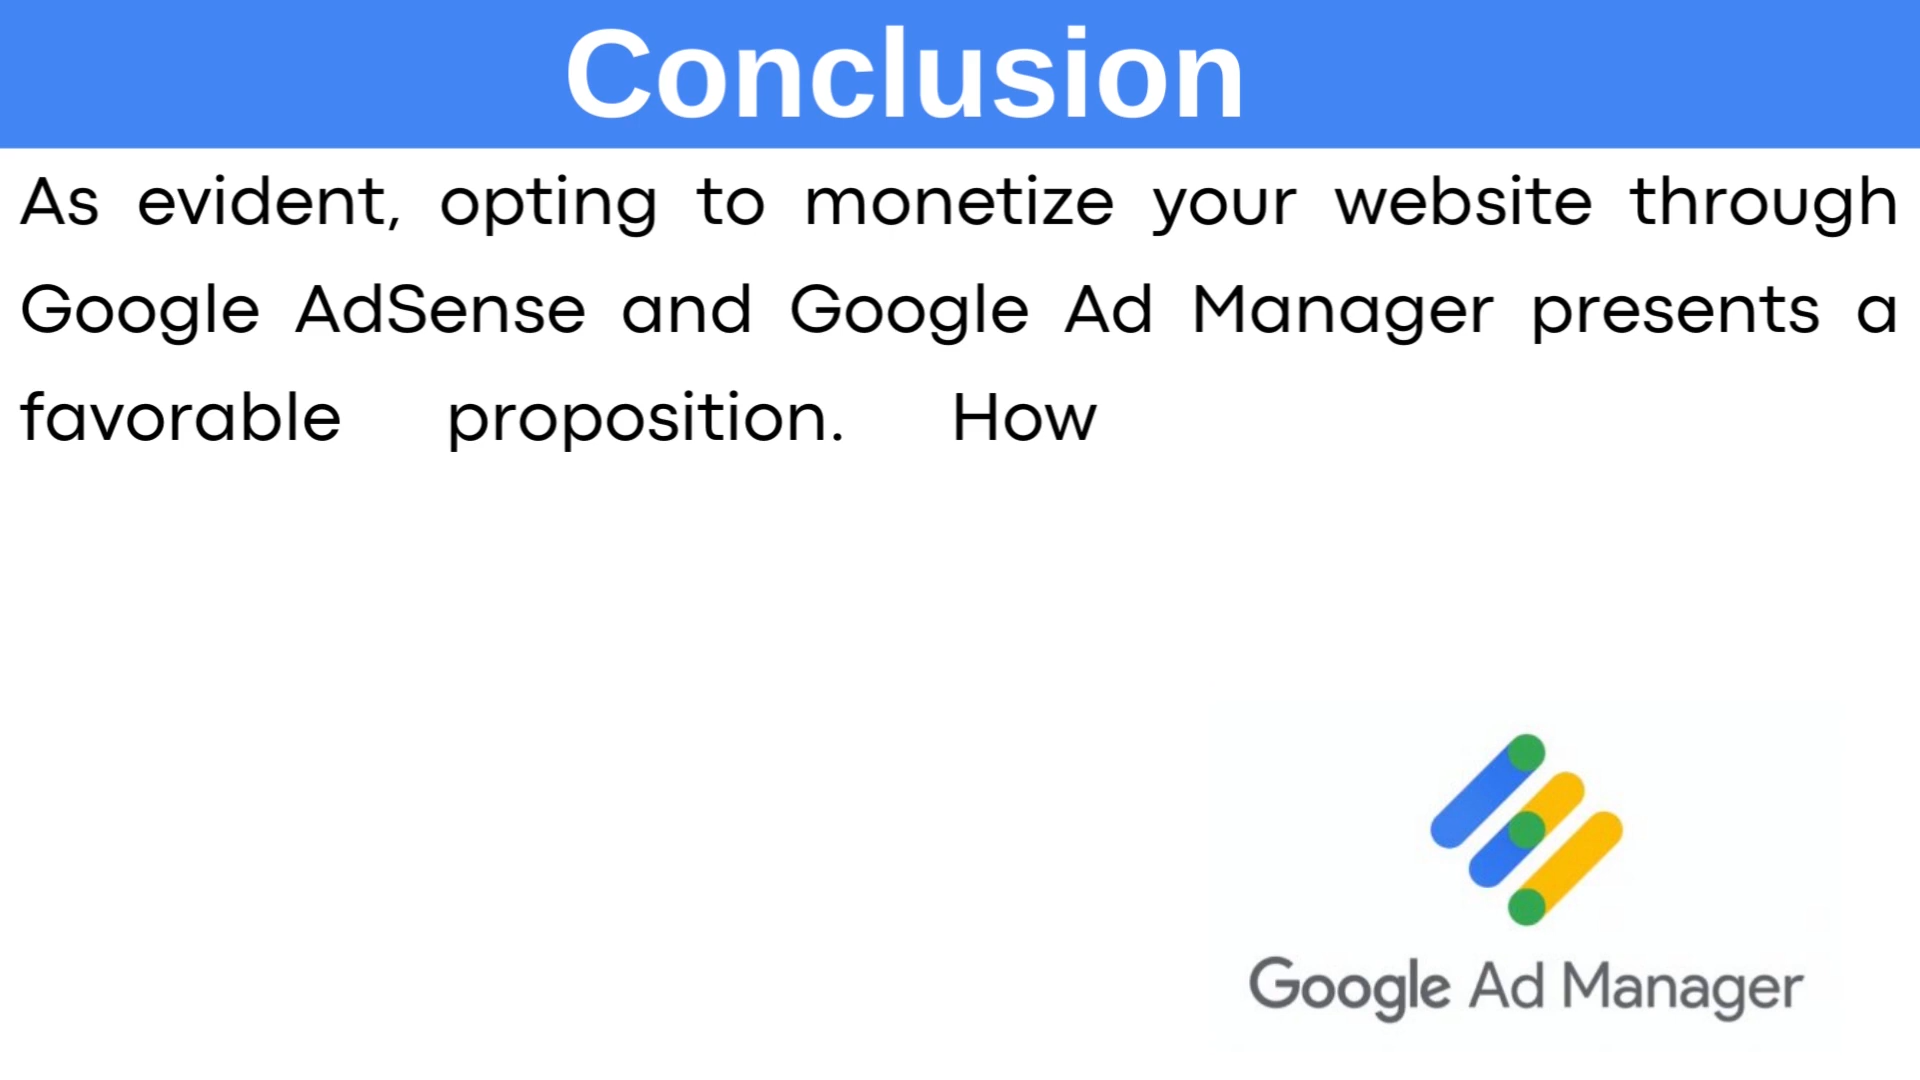 Conclusion
As evident, opting to monetize your website through
Google AdSense and Google Ad Manager presents a
favorable proposition. How
Google Ad Manager